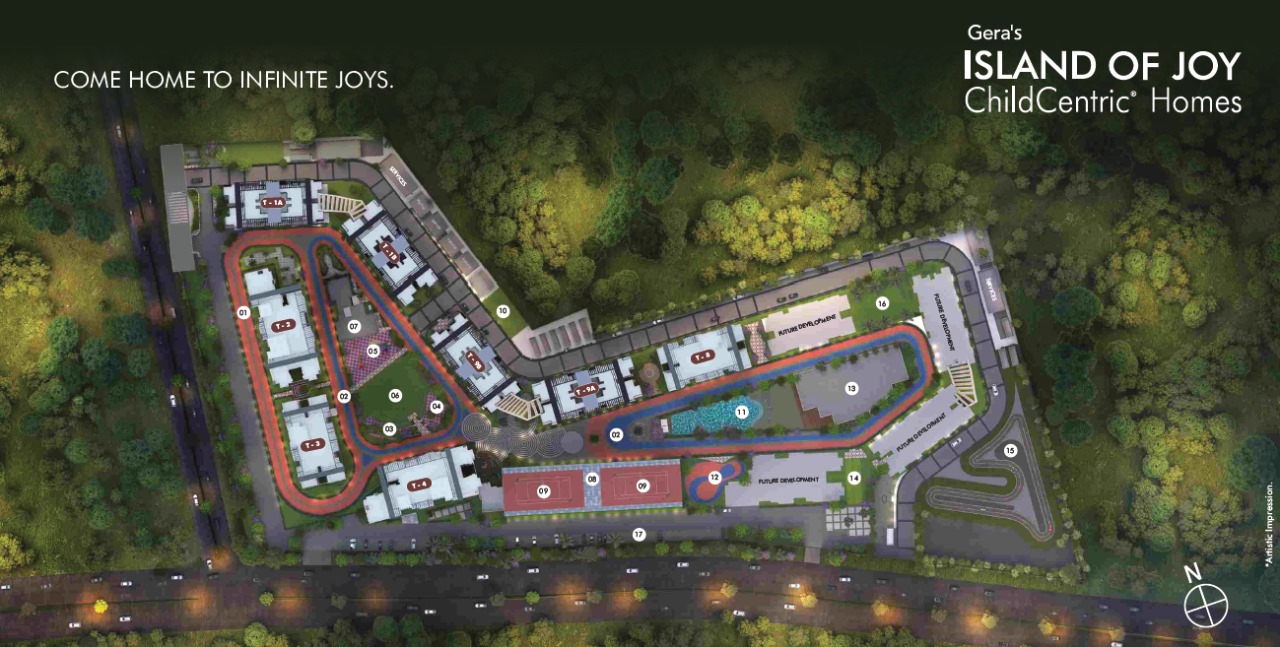 Gera's
ISLAND OF JOY
ChildCentric® Homes
COME HOME TO INFINITE JOYS.
SERVICES
T - 1A
T - 1B
10
01
T - 2
07
05
02
06
04
03
T - 3
T - 4
T - 9B
T - 9A
T - 8
FUTURE DEVELOPMENT
16
FUTURE DEVELOPMENT
SERVICES
13
11
02
FUTURE DEVELOPMENT
15
09
08
09
12
FUTURE DEVELOPMENT
14
17
*Artistic Impression.
N